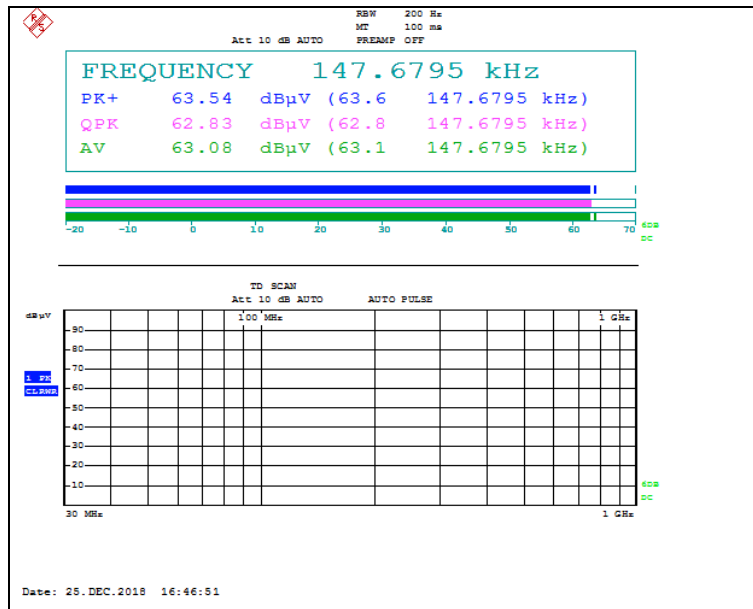 RBW 200 Hz
MT 100 ms
Att 10 dB AUTO PREAMP OFF
FREQUENCY 147.6795 kHz
PK+ 63.54 dBµV (63.6 147.6795 kHz)
QPK 62.83 dBµV (62.8 147.6795 kHz)
AV 63.08 dBµV (63.1 147.6795 kHz)
-20 -10 0 10 20 30 40 50 60 70
6DB
DC
TD SCAN
Att 10 dB AUTO AUTO PULSE
dBµV
100 MHz 1 GHz
90
80
70
1 PK
60
CLRWR
50
40
30
20
10
6DB
DC
30 MHz 1 GHz
Date: 25.DEC.2018 16:46:51